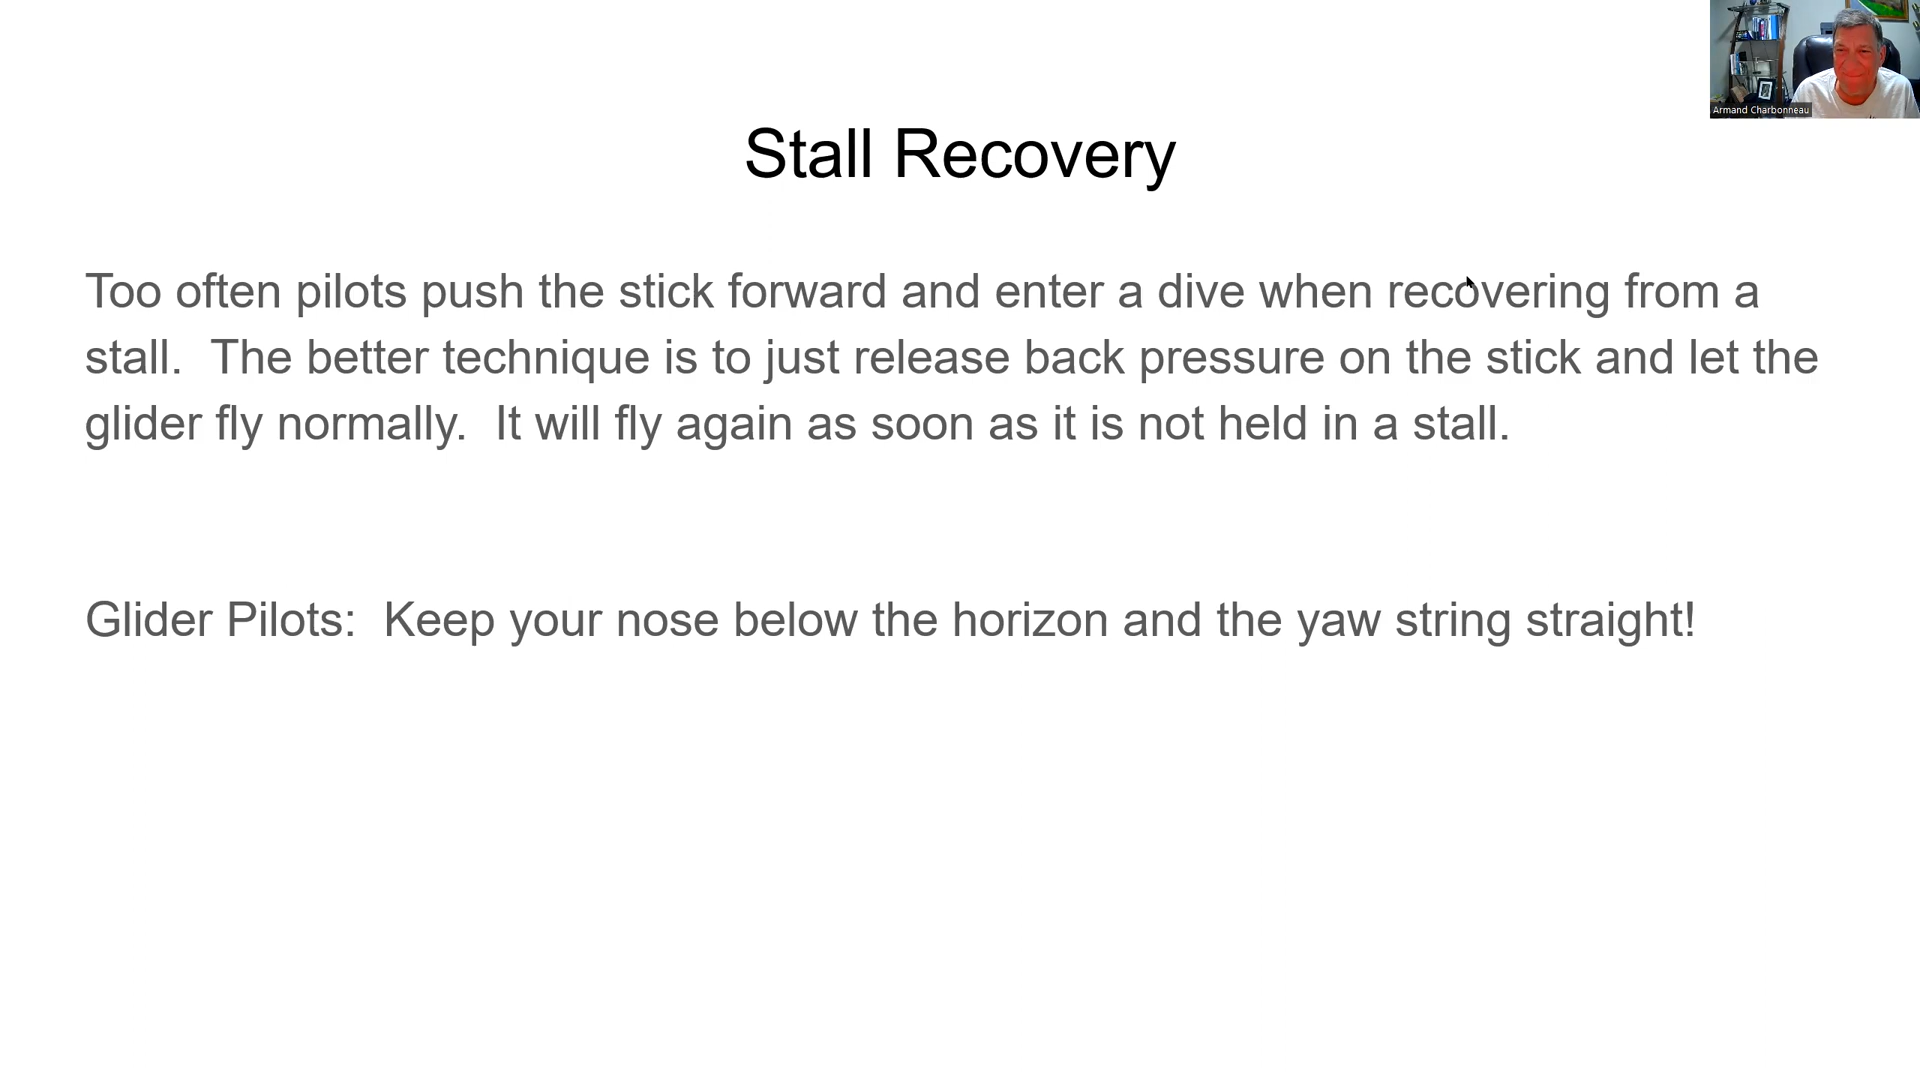 Armand Charbonneau
Stall Recovery
Too often pilots push the stick forward and enter a dive when recovering from a
stall.  The better technique is to just release back pressure on the stick and let the
glider fly normally.  It will fly again as soon as it is not held in a stall.
Glider Pilots:  Keep your nose below the horizon and the yaw string straight!